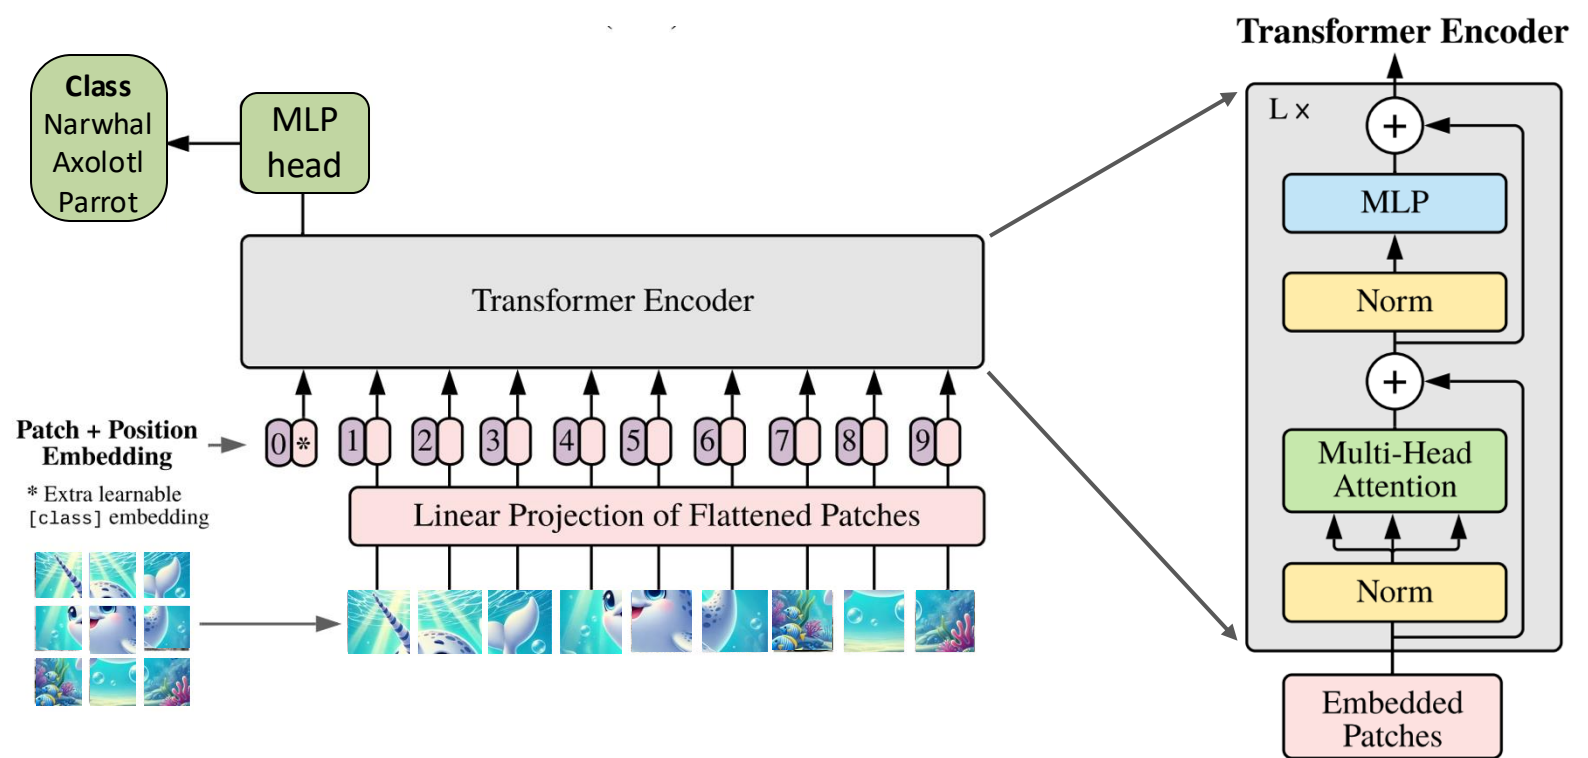 Transformer Encoder
Class
Narwhal
Axolotl
Parrot
MLP
head
Transformer Encoder
Patch + Position
Embedding
* Extra learnable
[class] embedding
0 * 1 2 3 4 5 6 7 8 9
Linear Projection of Flattened Patches
L ×
+
MLP
Norm
+
Multi-Head
Attention
Norm
Embedded
Patches